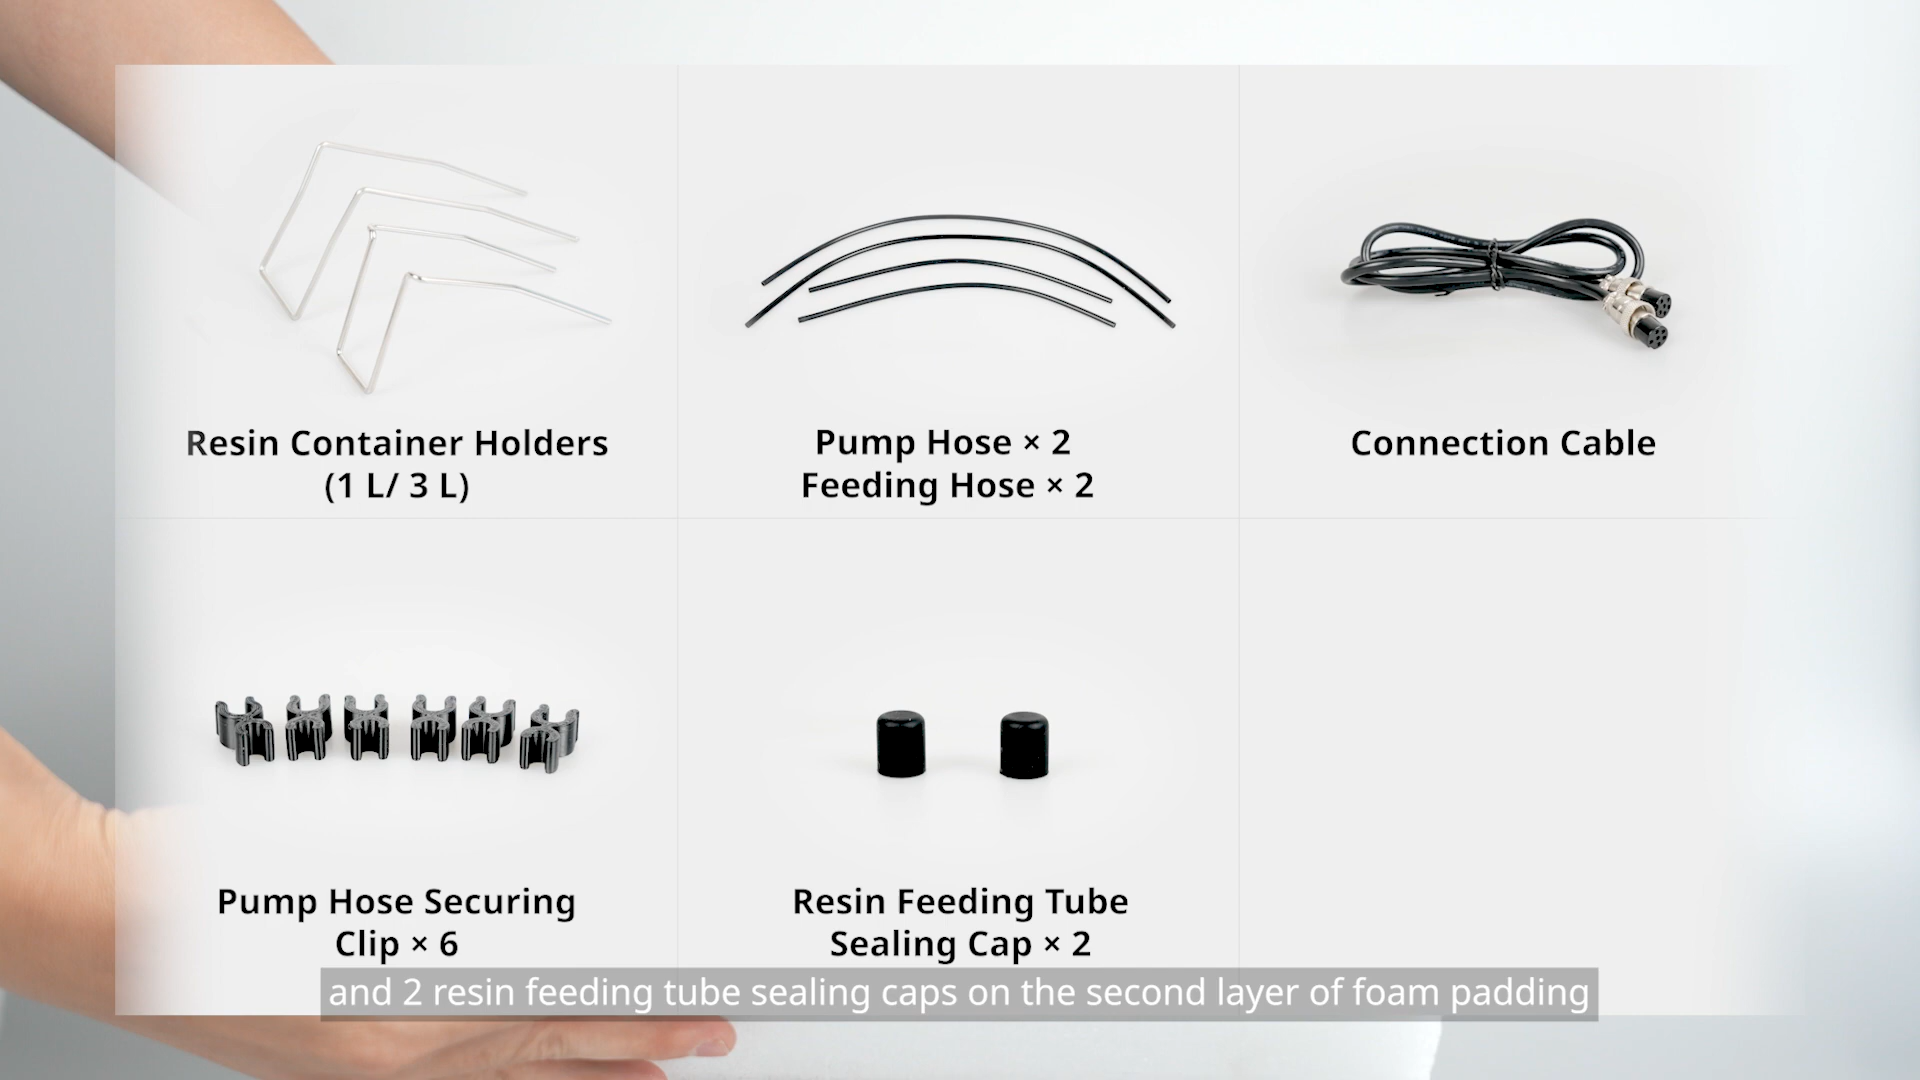 Resin Container Holders
(1 L/ 3 L)
Pump Hose × 2
Feeding Hose × 2
Connection Cable
Pump Hose Securing
Clip × 6
Resin Feeding Tube
Sealing Cap × 2
and 2 resin feeding tube sealing caps on the second layer of foam padding